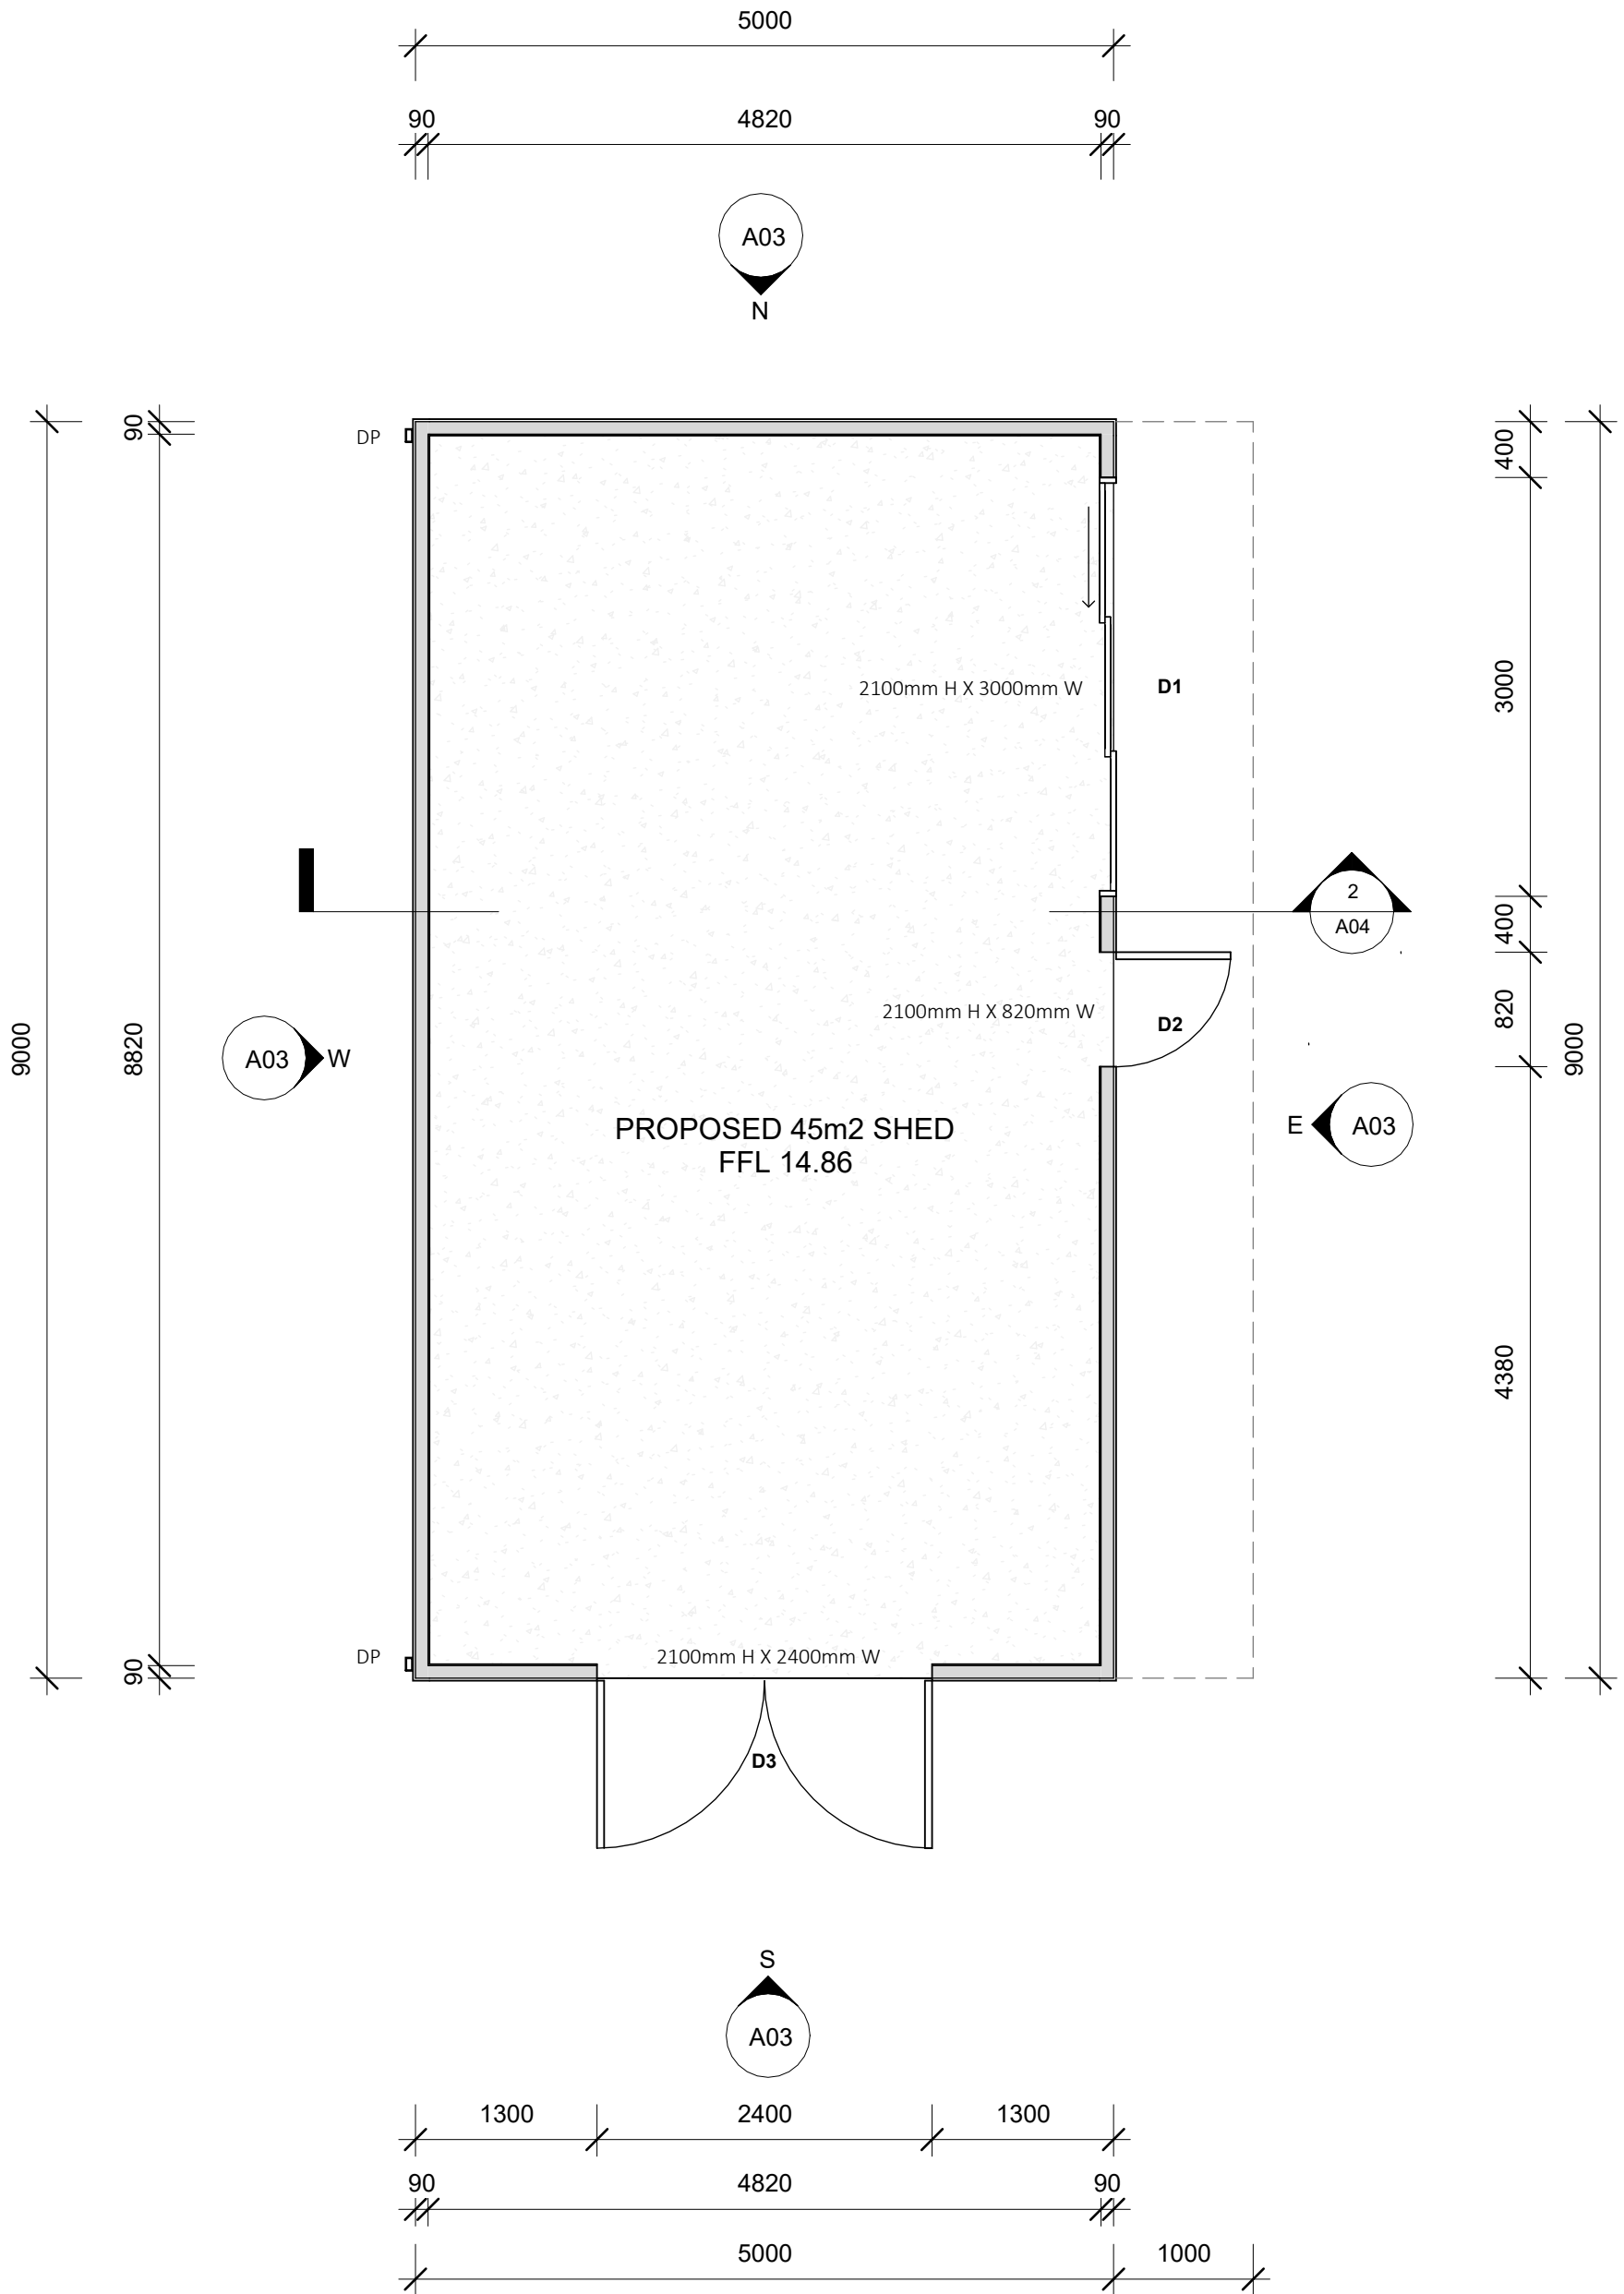 5000
90 4820 90
A03
N
DP
90
400
2100mm H X 3000mm W
D1
3000
2
A04
400
2100mm H X 820mm W
D2
820
9000
8820
9000
A03 W
PROPOSED 45m2 SHED
FFL 14.86
E A03
4380
DP
90
2100mm H X 2400mm W
D3
S
A03
1300 2400 1300
90 4820 90
5000 1000